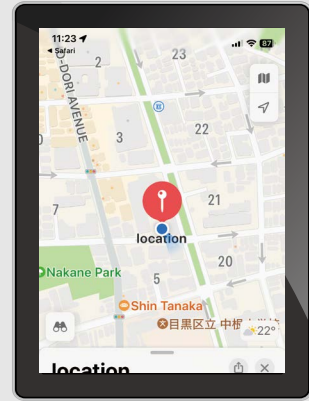 11:23
87
◀ Safari
2
23
O-DORI AVENUE
22
3
7
21
location
20
Nakane Park
5
Shin Tanaka
目黒区立 中根
22°
location